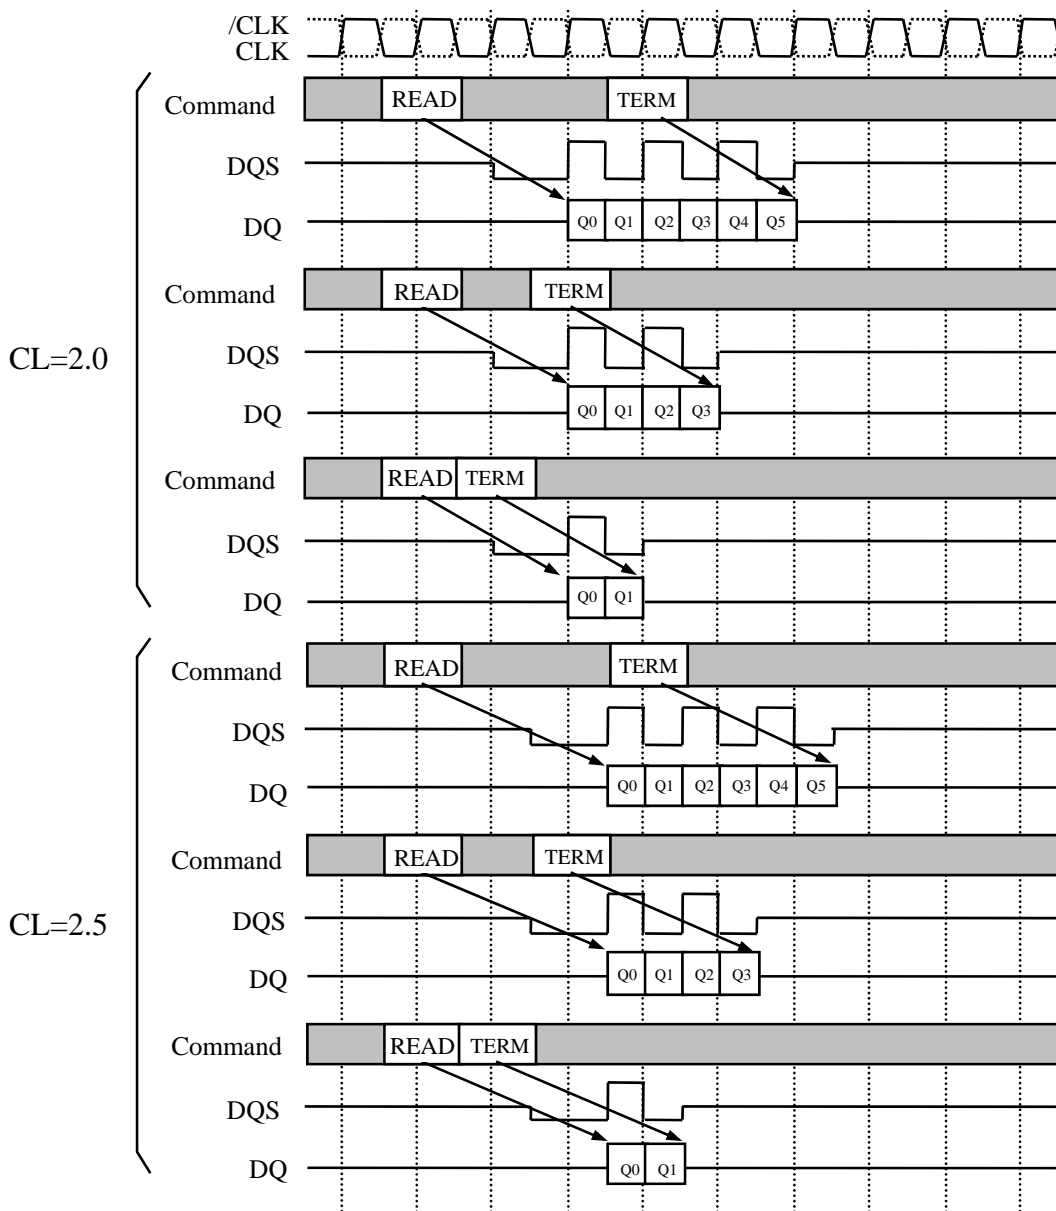 /CLK
CLK
Command READ TERM
DQS
DQ Q0 Q1 Q2 Q3 Q4 Q5
Command READ TERM
CL=2.0
DQS
DQ Q0 Q1 Q2 Q3
Command READ TERM
DQS
DQ Q0 Q1
Command READ TERM
DQS
DQ Q0 Q1 Q2 Q3 Q4 Q5
Command READ TERM
CL=2.5
DQS
DQ Q0 Q1 Q2 Q3
Command READ TERM
DQS
DQ Q0 Q1